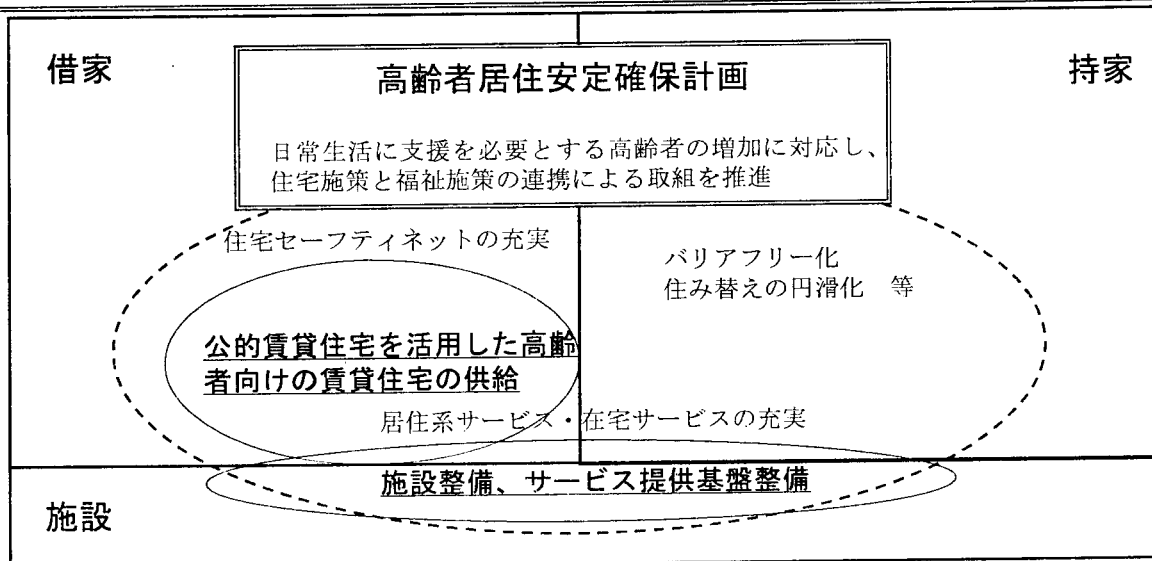 借家
高齢者居住安定確保計画
持家
日常生活に支援を必要とする高齢者の増加に対応し、
住宅施策と福祉施策の連携による取組を推進
住宅セーフティネットの充実
バリアフリー化
住み替えの円滑化　等
公的賃貸住宅を活用した高齢
者向けの賃貸住宅の供給
居住系サービス・在宅サービスの充実
施設整備、サービス提供基盤整備
施設